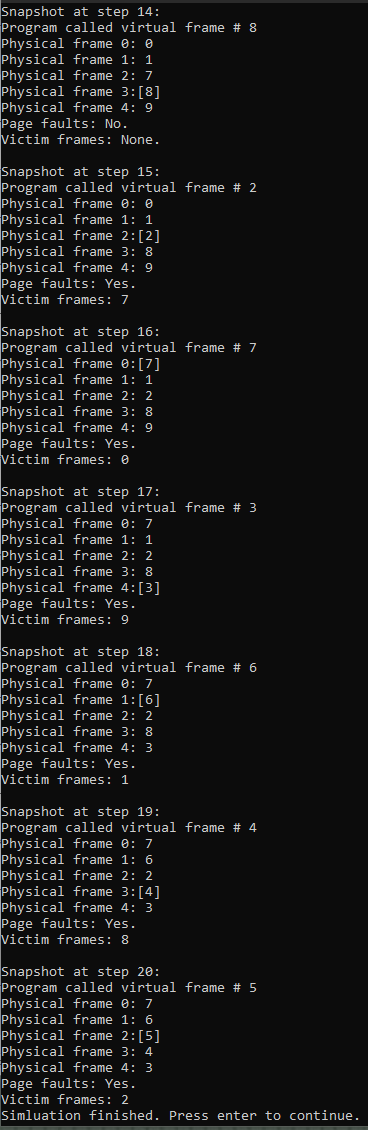 Snapshot at step 14:
Program called virtual frame # 8
Physical frame 0: 0
Physical frame 1: 1
Physical frame 2: 7
Physical frame 3:[8]
Physical frame 4: 9
Page faults: No.
Victim frames: None.

Snapshot at step 15:
Program called virtual frame # 2
Physical frame 0: 0
Physical frame 1: 1
Physical frame 2:[2]
Physical frame 3: 8
Physical frame 4: 9
Page faults: Yes.
Victim frames: 7

Snapshot at step 16:
Program called virtual frame # 7
Physical frame 0:[7]
Physical frame 1: 1
Physical frame 2: 2
Physical frame 3: 8
Physical frame 4: 9
Page faults: Yes.
Victim frames: 0

Snapshot at step 17:
Program called virtual frame # 3
Physical frame 0: 7
Physical frame 1: 1
Physical frame 2: 2
Physical frame 3: 8
Physical frame 4:[3]
Page faults: Yes.
Victim frames: 9

Snapshot at step 18:
Program called virtual frame # 6
Physical frame 0: 7
Physical frame 1:[6]
Physical frame 2: 2
Physical frame 3: 8
Physical frame 4: 3
Page faults: Yes.
Victim frames: 1

Snapshot at step 19:
Program called virtual frame # 4
Physical frame 0: 7
Physical frame 1: 6
Physical frame 2: 2
Physical frame 3:[4]
Physical frame 4: 3
Page faults: Yes.
Victim frames: 8

Snapshot at step 20:
Program called virtual frame # 5
Physical frame 0: 7
Physical frame 1: 6
Physical frame 2:[5]
Physical frame 3: 4
Physical frame 4: 3
Page faults: Yes.
Victim frames: 2
Simluation finished. Press enter to continue.